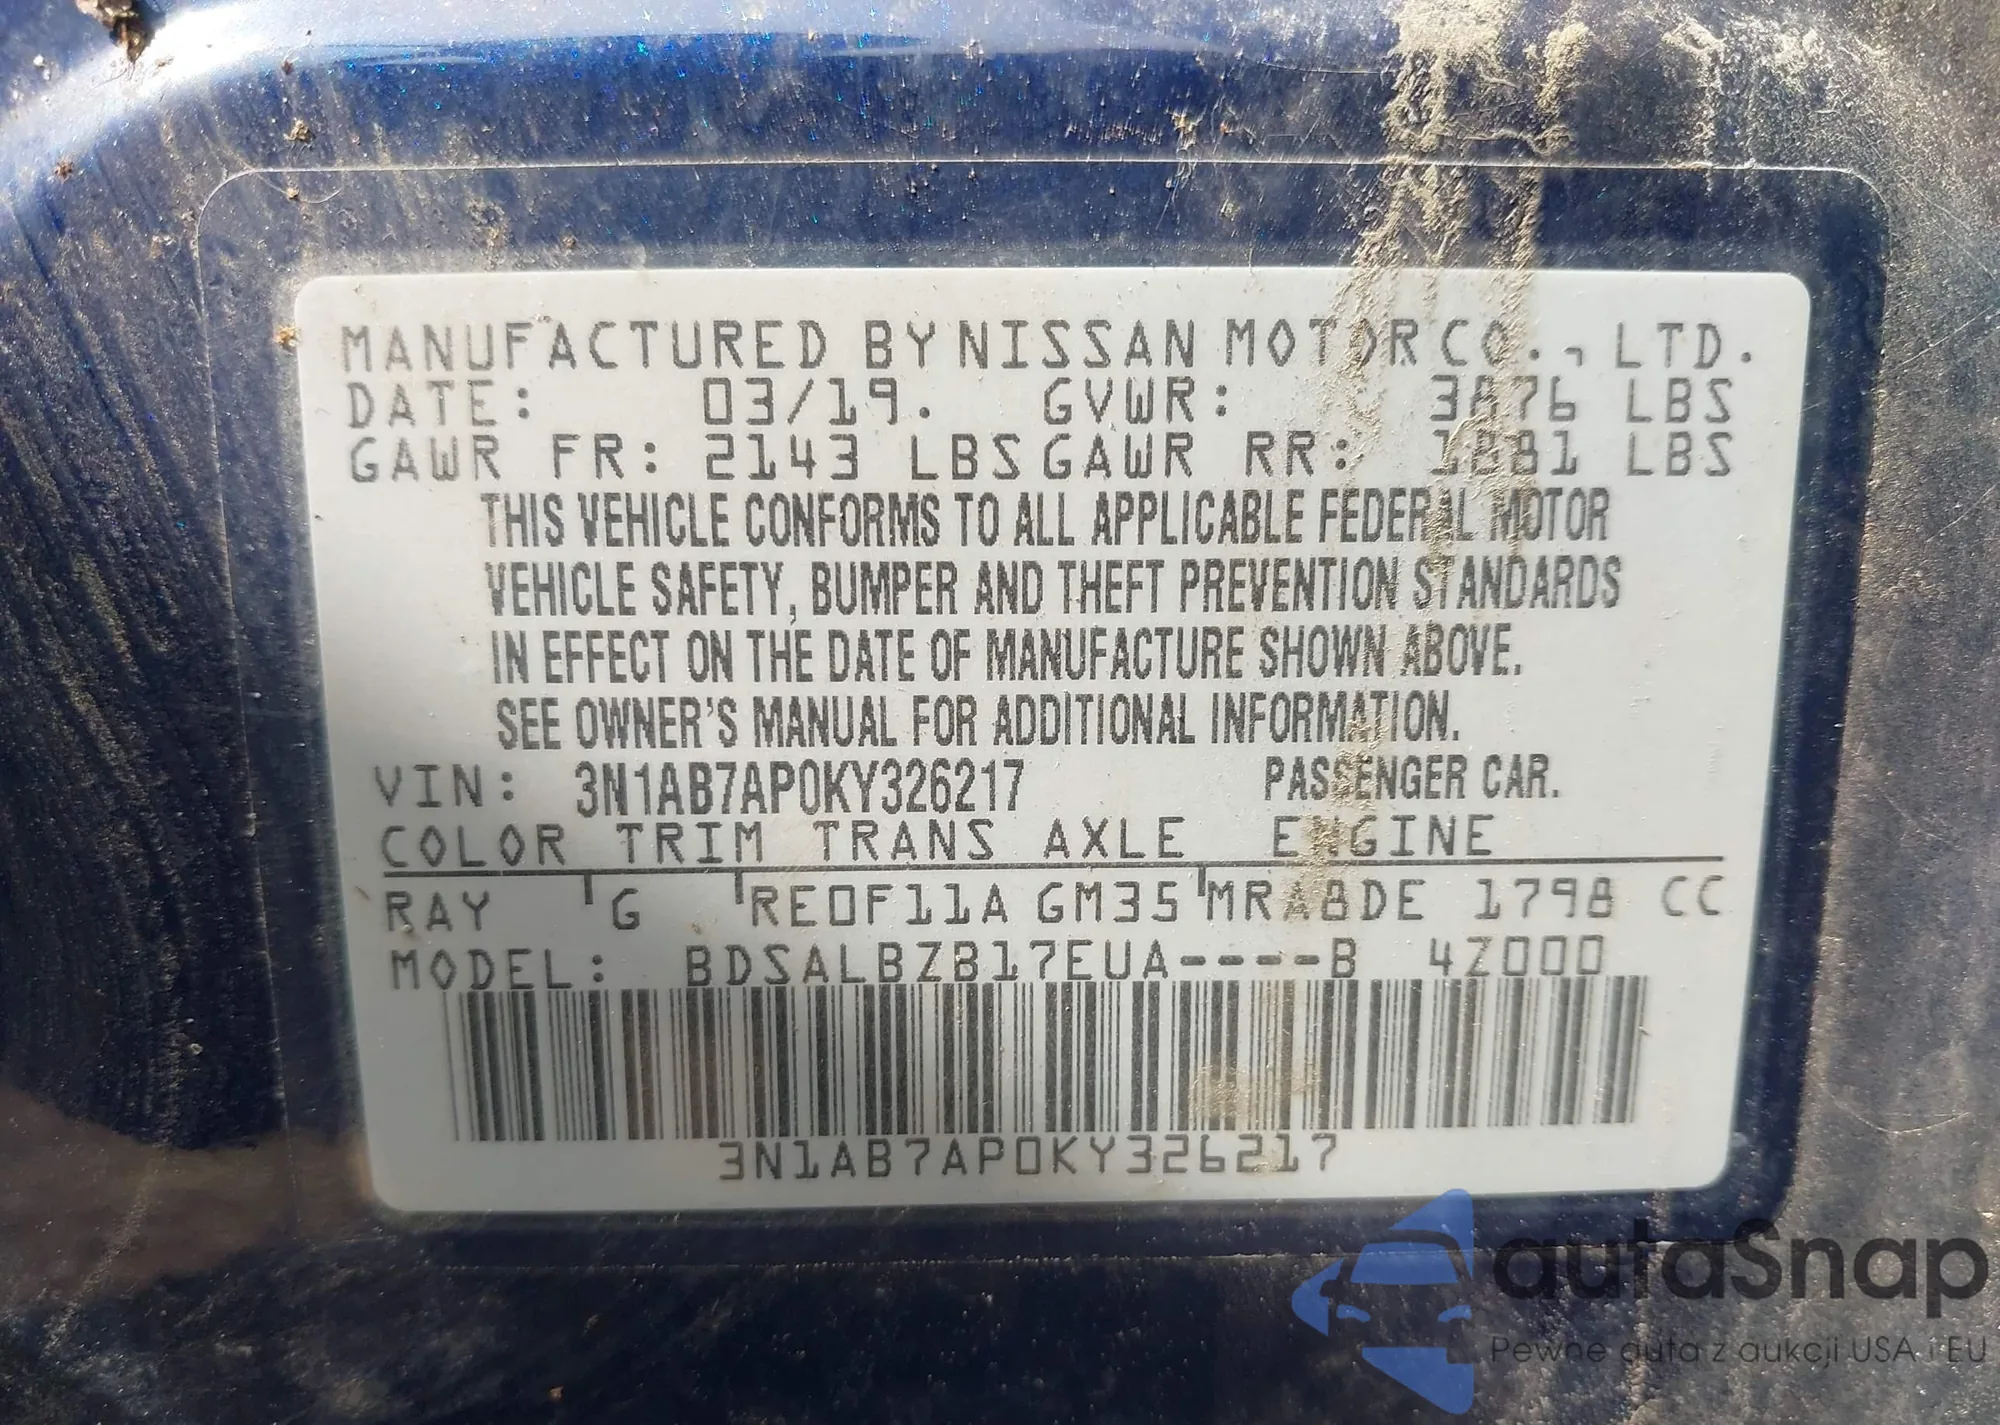 MANUFACTURED BY NISSAN MOTOR CO., LTD.
DATE: 03/19. GVWR: 3876 LBS
GAWR FR: 2143 LBS GAWR RR: 1881 LBS
THIS VEHICLE CONFORMS TO ALL APPLICABLE FEDERAL MOTOR
VEHICLE SAFETY, BUMPER AND THEFT PREVENTION STANDARDS
IN EFFECT ON THE DATE OF MANUFACTURE SHOWN ABOVE.
SEE OWNER'S MANUAL FOR ADDITIONAL INFORMATION.
VIN: 3N1AB7AP0KY326217 PASSENGER CAR.
COLOR TRIM TRANS AXLE ENGINE
RAY G RE0F11A GM35 MRA8DE 1798 CC
MODEL: BDSALBZB17EUA----B 4Z000
3N1AB7AP0KY326217
autaSnap
Pewne auta z aukcji USA i EU